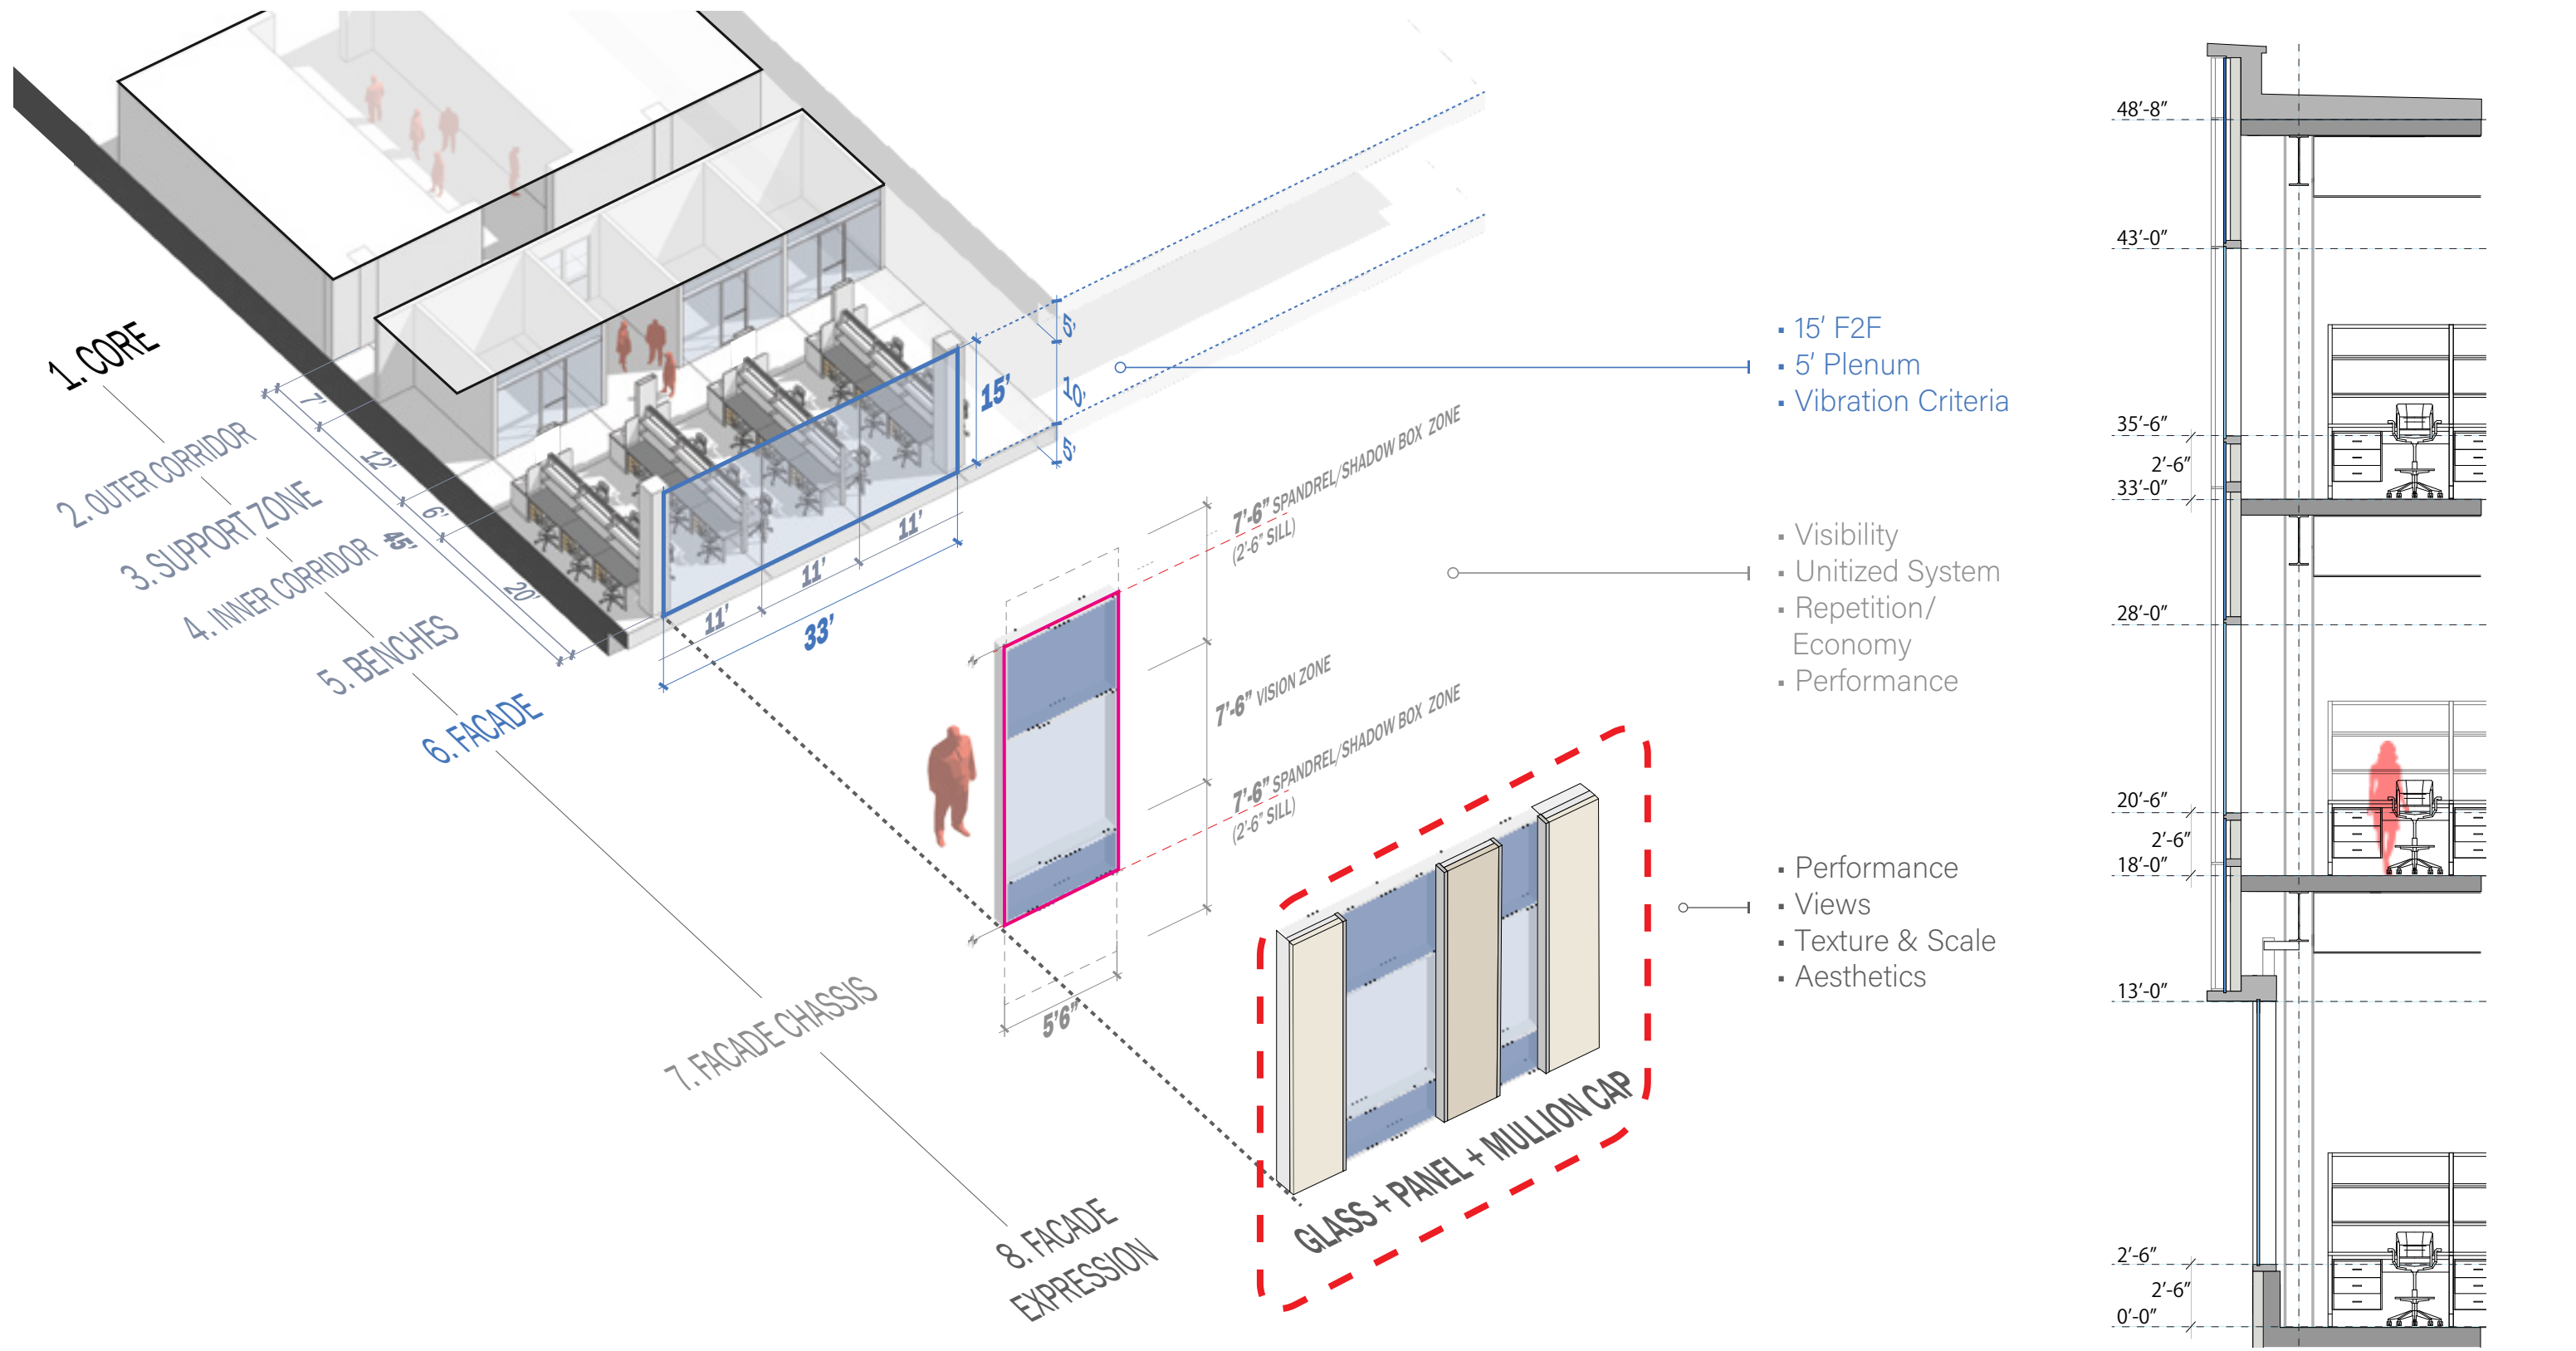 1. CORE
2. OUTER CORRIDOR
3. SUPPORT ZONE
4. INNER CORRIDOR
5. BENCHES
6. FACADE
7. FACADE CHASSIS
8. FACADE
EXPRESSION
7'
12'
6'
45'
20'
11'
11'
11'
33'
15'
5'
10'
5'
7'-6” SPANDREL/SHADOW BOX ZONE
(2'-6” SILL)
7'-6” VISION ZONE
7'-6” SPANDREL/SHADOW BOX ZONE
(2'-6” SILL)
5'6”
GLASS + PANEL + MULLION CAP
▪ 15’ F2F
▪ 5’ Plenum
▪ Vibration Criteria
▪ Visibility
▪ Unitized System
▪ Repetition/
Economy
▪ Performance
▪ Performance
▪ Views
▪ Texture & Scale
▪ Aesthetics
48’-8”
43’-0”
35’-6”
2’-6”
33’-0”
28’-0”
20’-6”
2’-6”
18’-0”
13’-0”
2’-6”
2’-6”
0’-0”